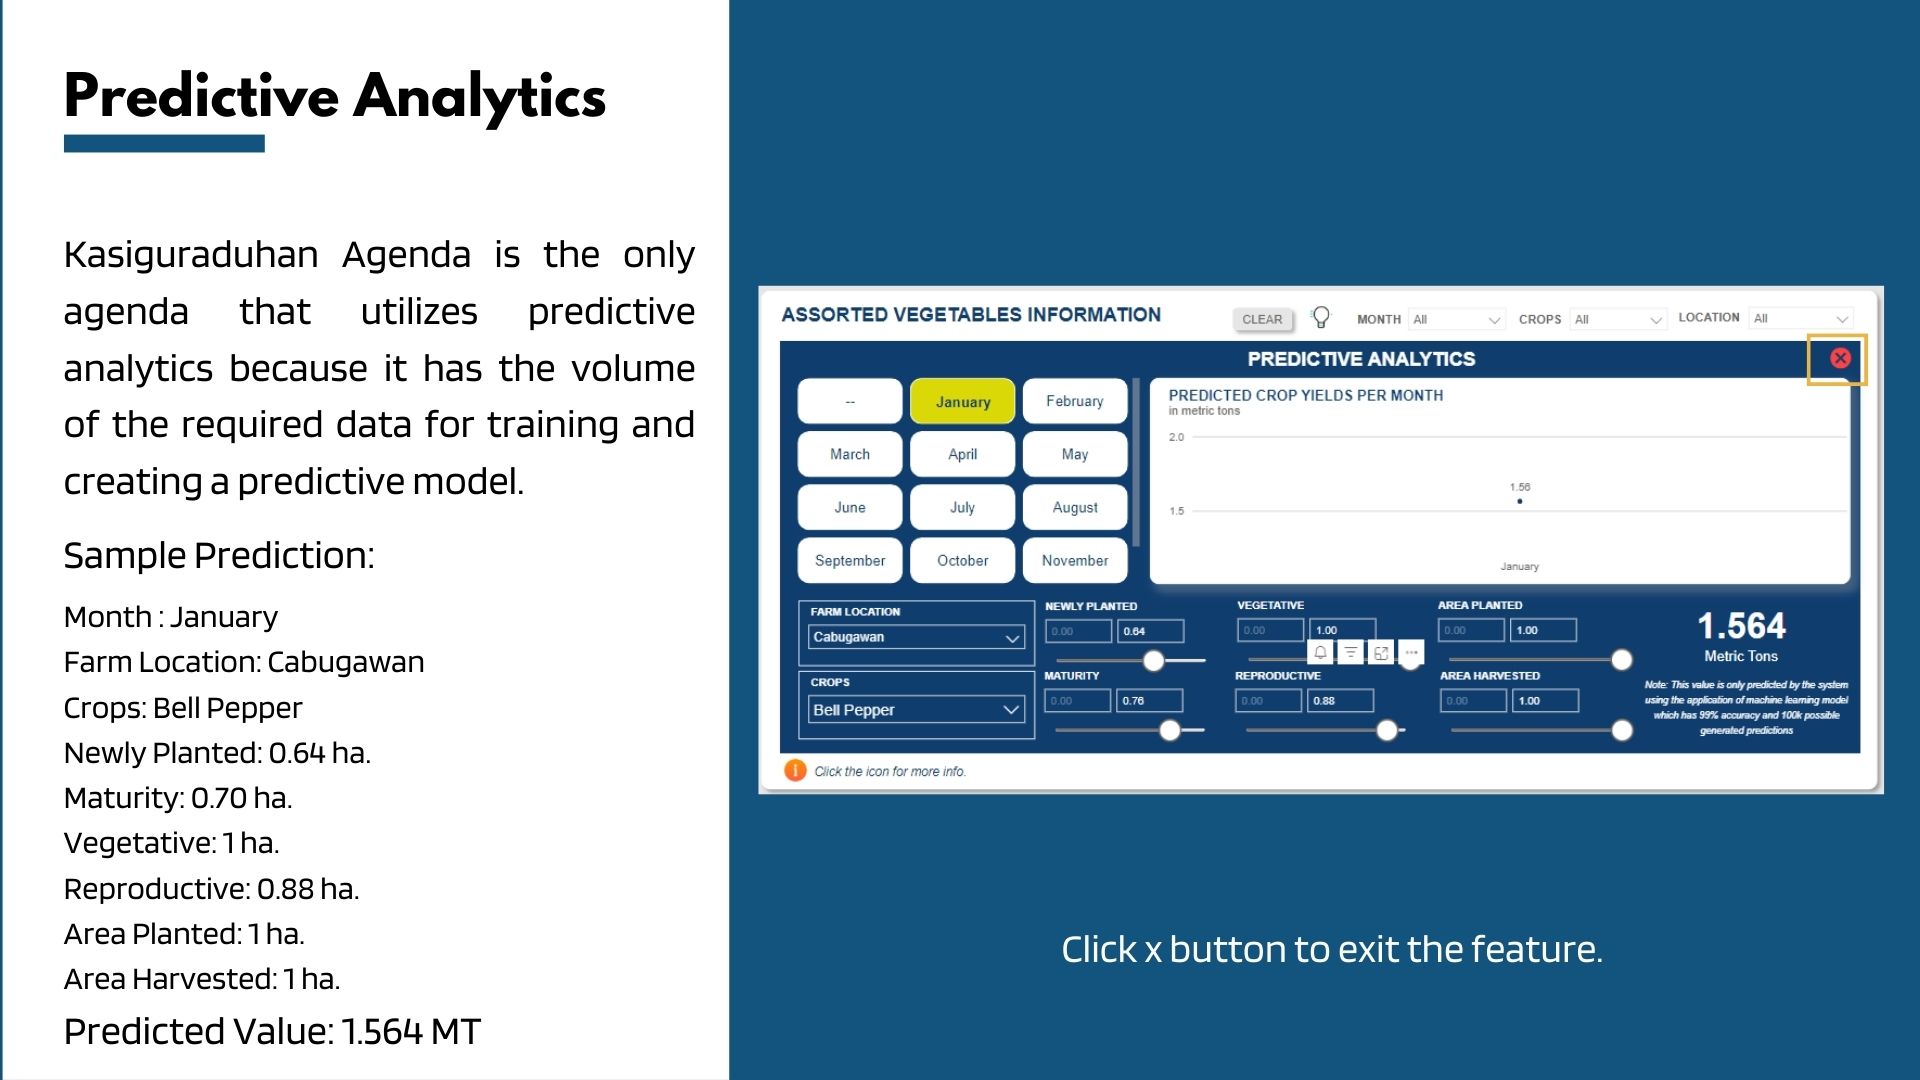 Predictive Analytics
Kasiguraduhan Agenda is the only
agenda that utilizes predictive
analytics because it has the volume
of the required data for training and
creating a predictive model.
Sample Prediction:
Month : January
Farm Location: Cabugawan
Crops: Bell Pepper
Newly Planted: 0.64 ha.
Maturity: 0.70 ha.
Vegetative: 1 ha.
Reproductive: 0.88 ha.
Area Planted: 1 ha.
Area Harvested: 1 ha.
Predicted Value: 1.564 MT
ASSORTED VEGETABLES INFORMATION
CLEAR
MONTH All
CROPS All
LOCATION All
PREDICTIVE ANALYTICS
-- January February
March April May
June July August
September October November
PREDICTED CROP YIELDS PER MONTH
in metric tons
2.0
1.56
1.5
January
FARM LOCATION
Cabugawan
CROPS
Bell Pepper
NEWLY PLANTED
0.00 0.64
MATURITY
0.00 0.76
VEGETATIVE
0.00 1.00
REPRODUCTIVE
0.00 0.88
AREA PLANTED
0.00 1.00
AREA HARVESTED
0.00 1.00
1.564
Metric Tons
Note: This value is only predicted by the system
using the application of machine learning model
which has 99% accuracy and 100k possible
generated predictions
Click the icon for more info.
Click x button to exit the feature.